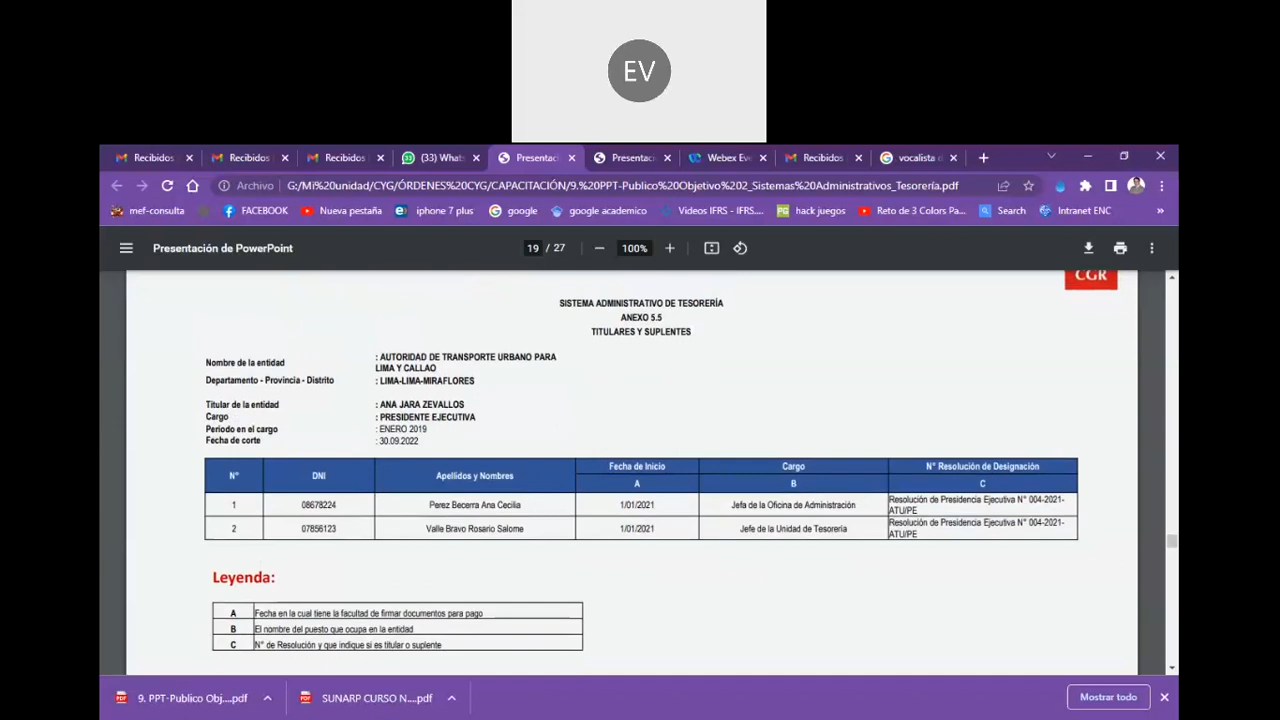 EV
Recibidos
Recibidos
Recibidos
(33) Whats
Presentaci
Presentaci
Webex Eve
Recibidos
vocalista d
Archivo
G:/Mi%20unidad/CYG/ÓRDENES%20CYG/CAPACITACIÓN/9.%20PPT-Publico%20Objetivo%202_Sistemas%20Administrativos_Tesorería.pdf
mef-consulta
FACEBOOK
Nueva pestaña
iphone 7 plus
google
google academico
Videos IFRS - IFRS....
hack juegos
Reto de 3 Colors Pa...
Search
Intranet ENC
»
Presentación de PowerPoint
19 / 27
100%
CGR
SISTEMA ADMINISTRATIVO DE TESORERÍA
ANEXO 5.5
TITULARES Y SUPLENTES
Nombre de la entidad : AUTORIDAD DE TRANSPORTE URBANO PARA
LIMA Y CALLAO
Departamento - Provincia - Distrito : LIMA-LIMA-MIRAFLORES
Titular de la entidad : ANA JARA ZEVALLOS
Cargo : PRESIDENTE EJECUTIVA
Periodo en el cargo : ENERO 2019
Fecha de corte : 30.09.2022
N° DNI Apellidos y Nombres Fecha de Inicio Cargo N° Resolución de Designación
A B C
1 08678224 Perez Becerra Ana Cecilia 1/01/2021 Jefa de la Oficina de Administración Resolución de Presidencia Ejecutiva N° 004-2021-
ATU/PE
2 07856123 Valle Bravo Rosario Salome 1/01/2021 Jefe de la Unidad de Tesorería Resolución de Presidencia Ejecutiva N° 004-2021-
ATU/PE
Leyenda:
A Fecha en la cual tiene la facultad de firmar documentos para pago
B El nombre del puesto que ocupa en la entidad
C N° de Resolución y que indique si es titular o suplente
9. PPT-Publico Obj....pdf
SUNARP CURSO N....pdf
Mostrar todo